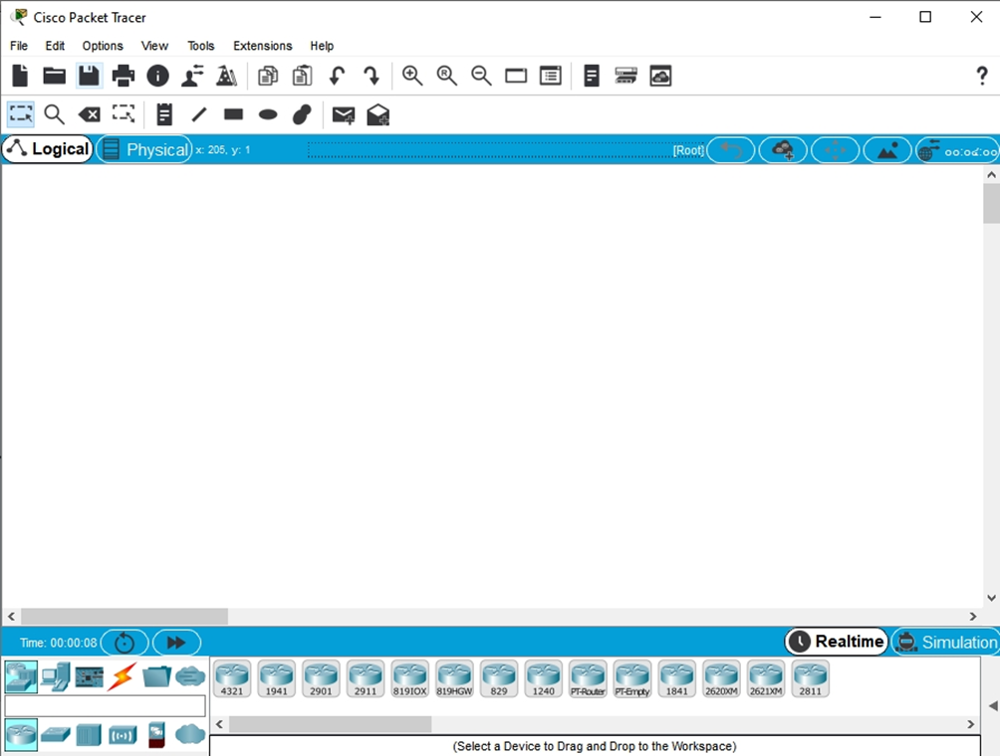 Cisco Packet Tracer
File Edit Options View Tools Extensions Help
?
Logical Physical x: 205, y: 1 [Root] 00:04:00
Time: 00:00:08 Realtime Simulation
4321 1941 2901 2911 819IOX 819HGW 829 1240 PT-Router PT-Empty 1841 2620XM 2621XM 2811
(Select a Device to Drag and Drop to the Workspace)